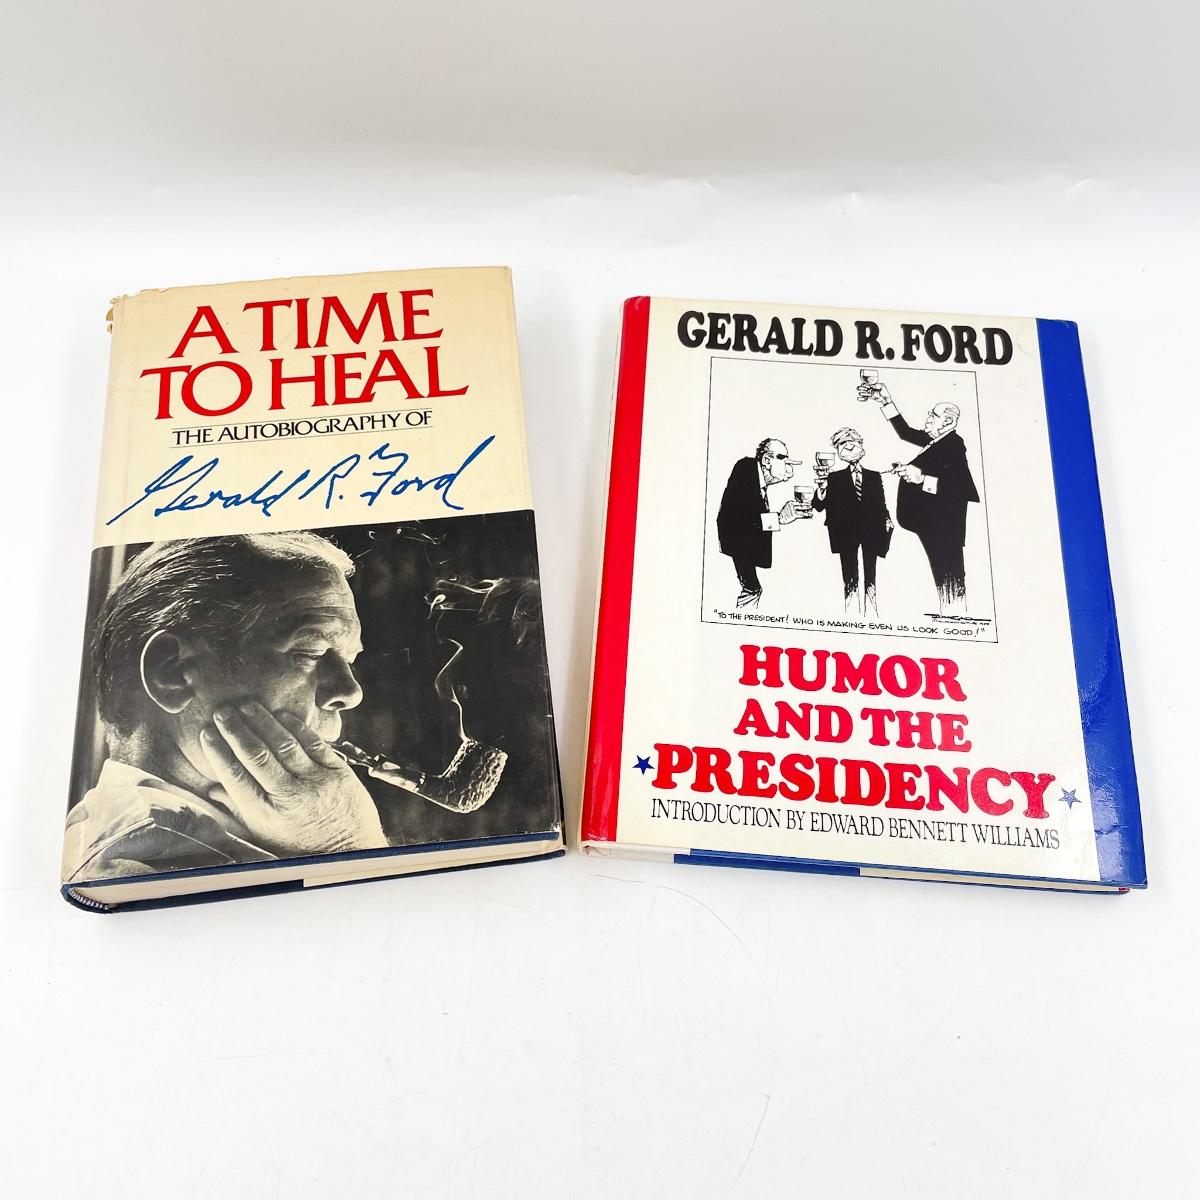 A TIME
TO HEAL
THE AUTOBIOGRAPHY OF
Gerald R. Ford
GERALD R. FORD
"TO THE PRESIDENT! WHO IS MAKING EVEN US LOOK GOOD!"
HUMOR
AND THE
PRESIDENCY
INTRODUCTION BY EDWARD BENNETT WILLIAMS